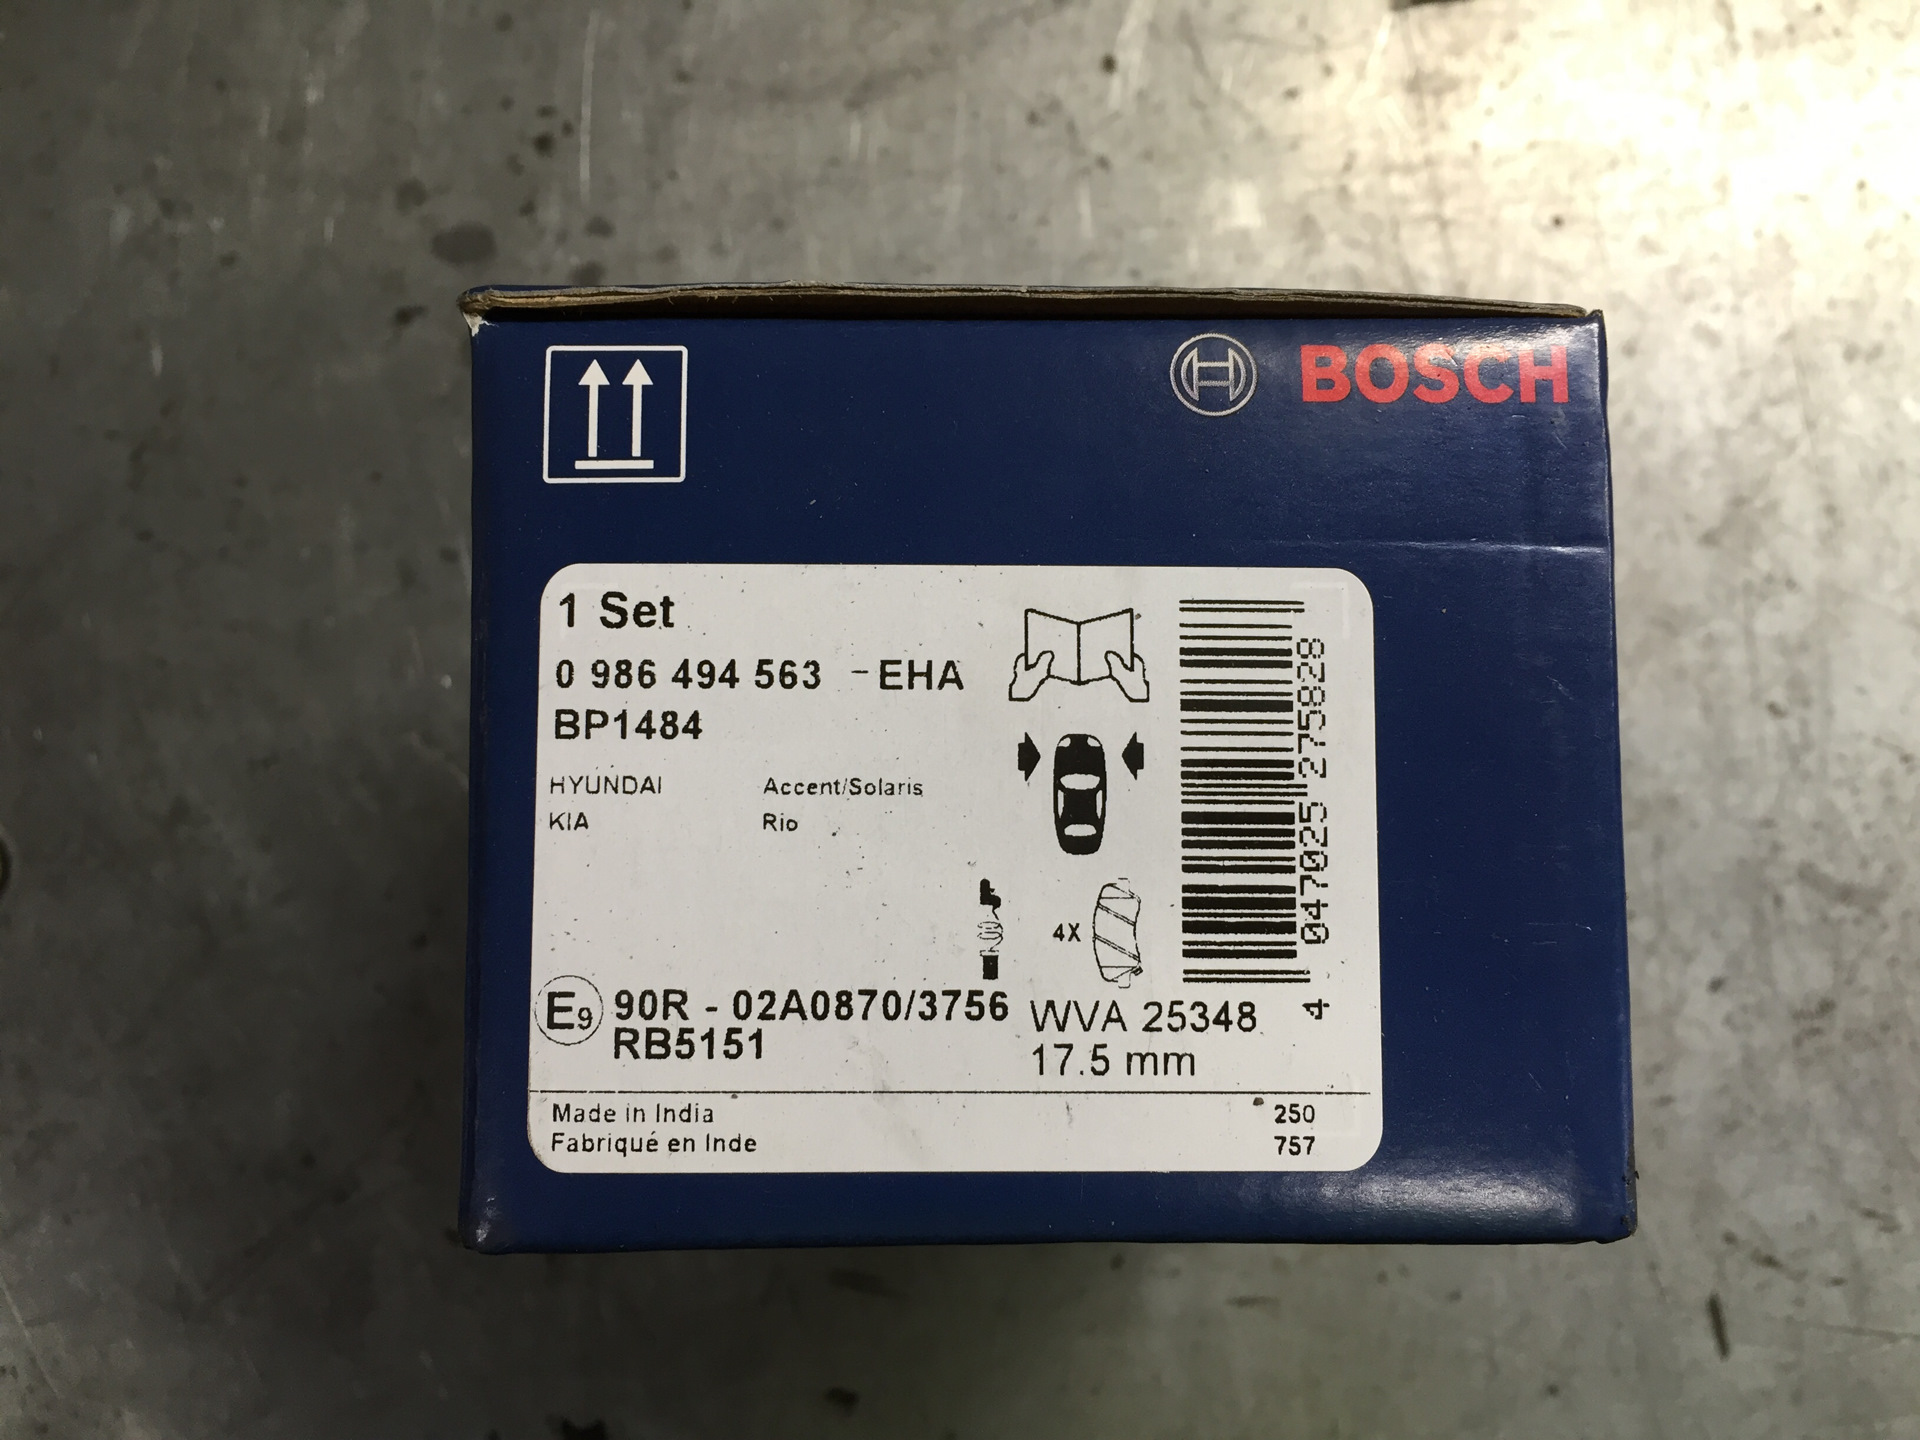 BOSCH
1 Set
0 986 494 563 - EHA
BP1484
HYUNDAI Accent/Solaris
KIA Rio
4X
4 047025 275828
E9 90R - 02A0870/3756
RB5151
WVA 25348
17.5 mm
Made in India 250
Fabriqué en Inde 757